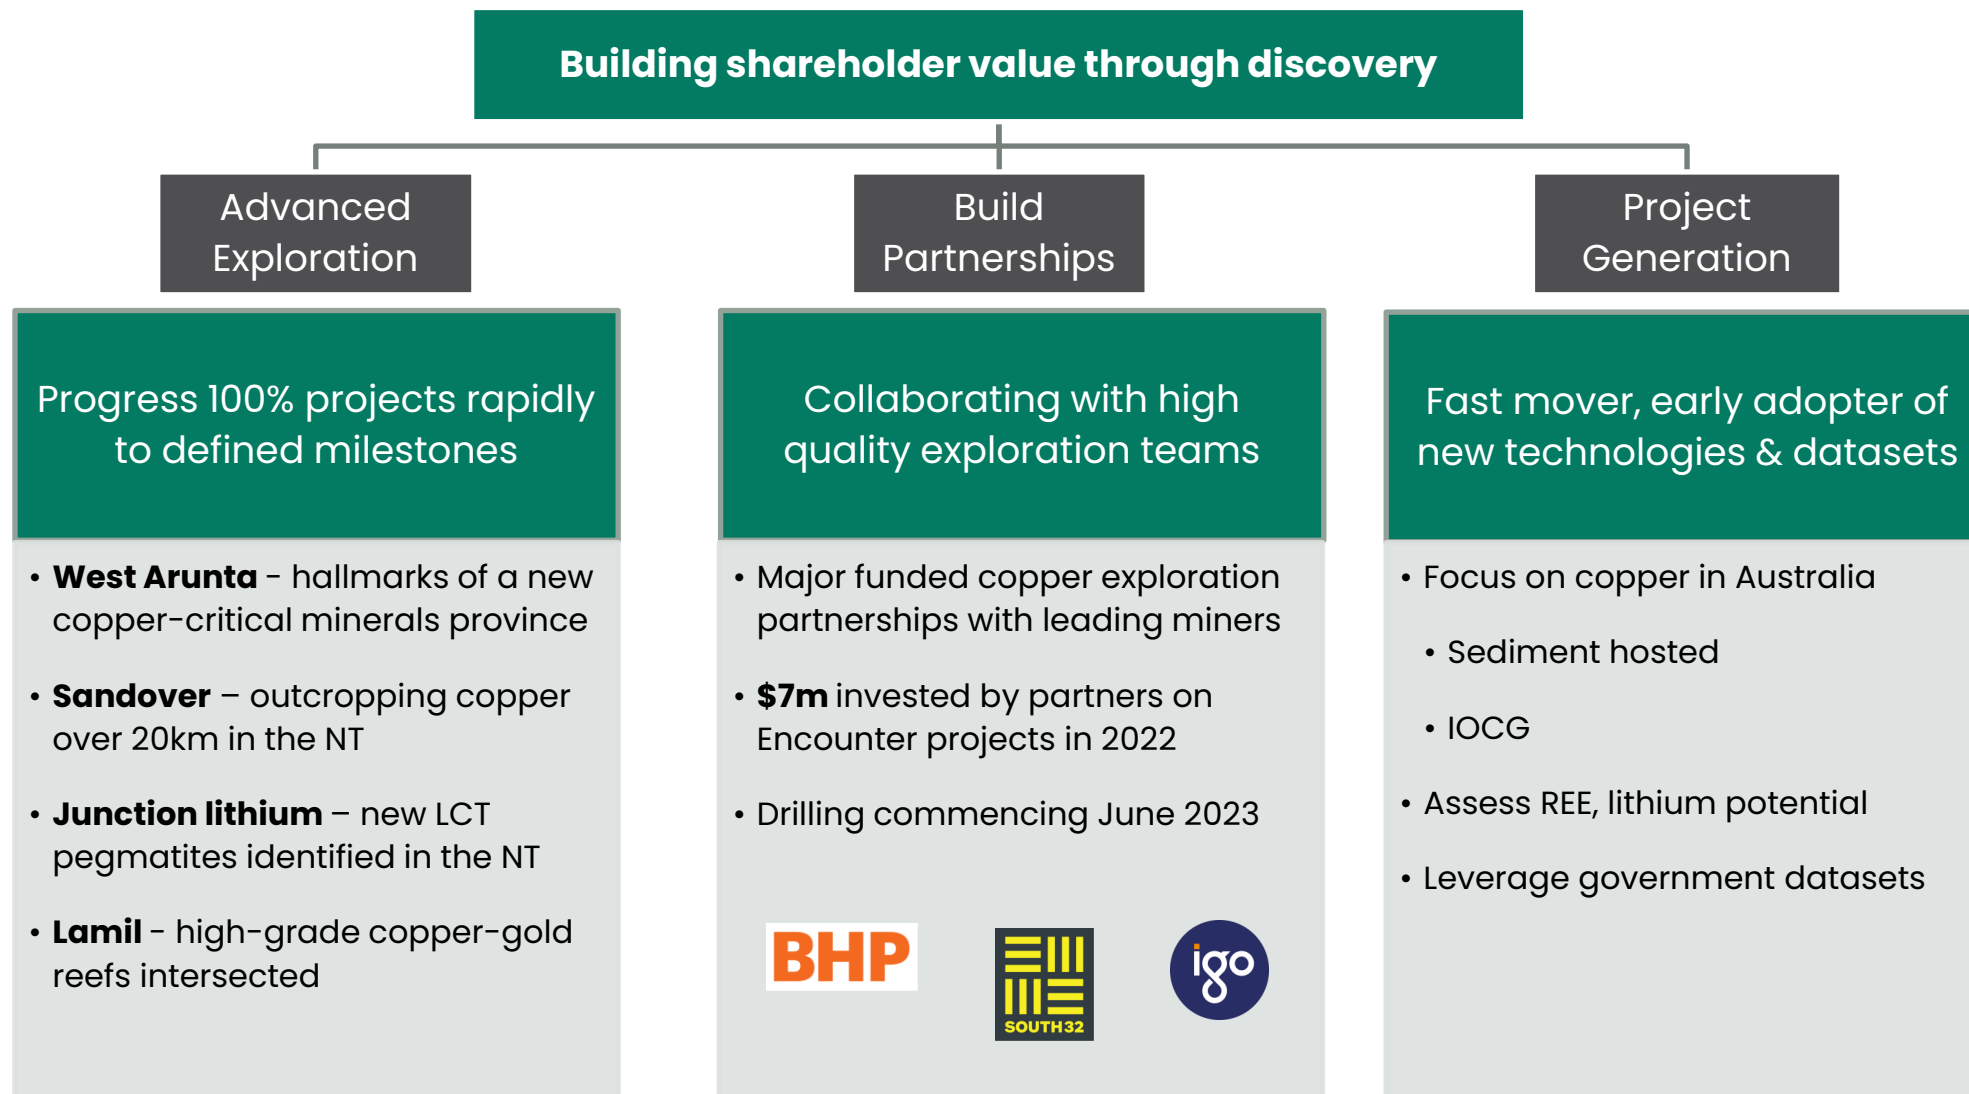 Building shareholder value through discovery
Advanced
Exploration
Progress 100% projects rapidly
to defined milestones
• West Arunta - hallmarks of a new
copper-critical minerals province
• Sandover – outcropping copper
over 20km in the NT
• Junction lithium – new LCT
pegmatites identified in the NT
• Lamil - high-grade copper-gold
reefs intersected
Build
Partnerships
Collaborating with high
quality exploration teams
• Major funded copper exploration
partnerships with leading miners
• $7m invested by partners on
Encounter projects in 2022
• Drilling commencing June 2023
BHP
SOUTH32
igo
Project
Generation
Fast mover, early adopter of
new technologies & datasets
• Focus on copper in Australia
• Sediment hosted
• IOCG
• Assess REE, lithium potential
• Leverage government datasets